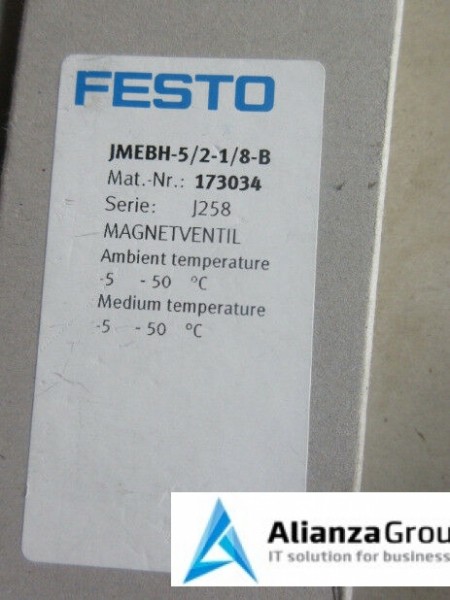 FESTO
JMEBH-5/2-1/8-B
Mat.-Nr.: 173034
Serie: J258
MAGNETVENTIL
Ambient temperature
-5 - 50 °C
Medium temperature
-5 - 50 °C
AlianzaGrou
IT solution for business